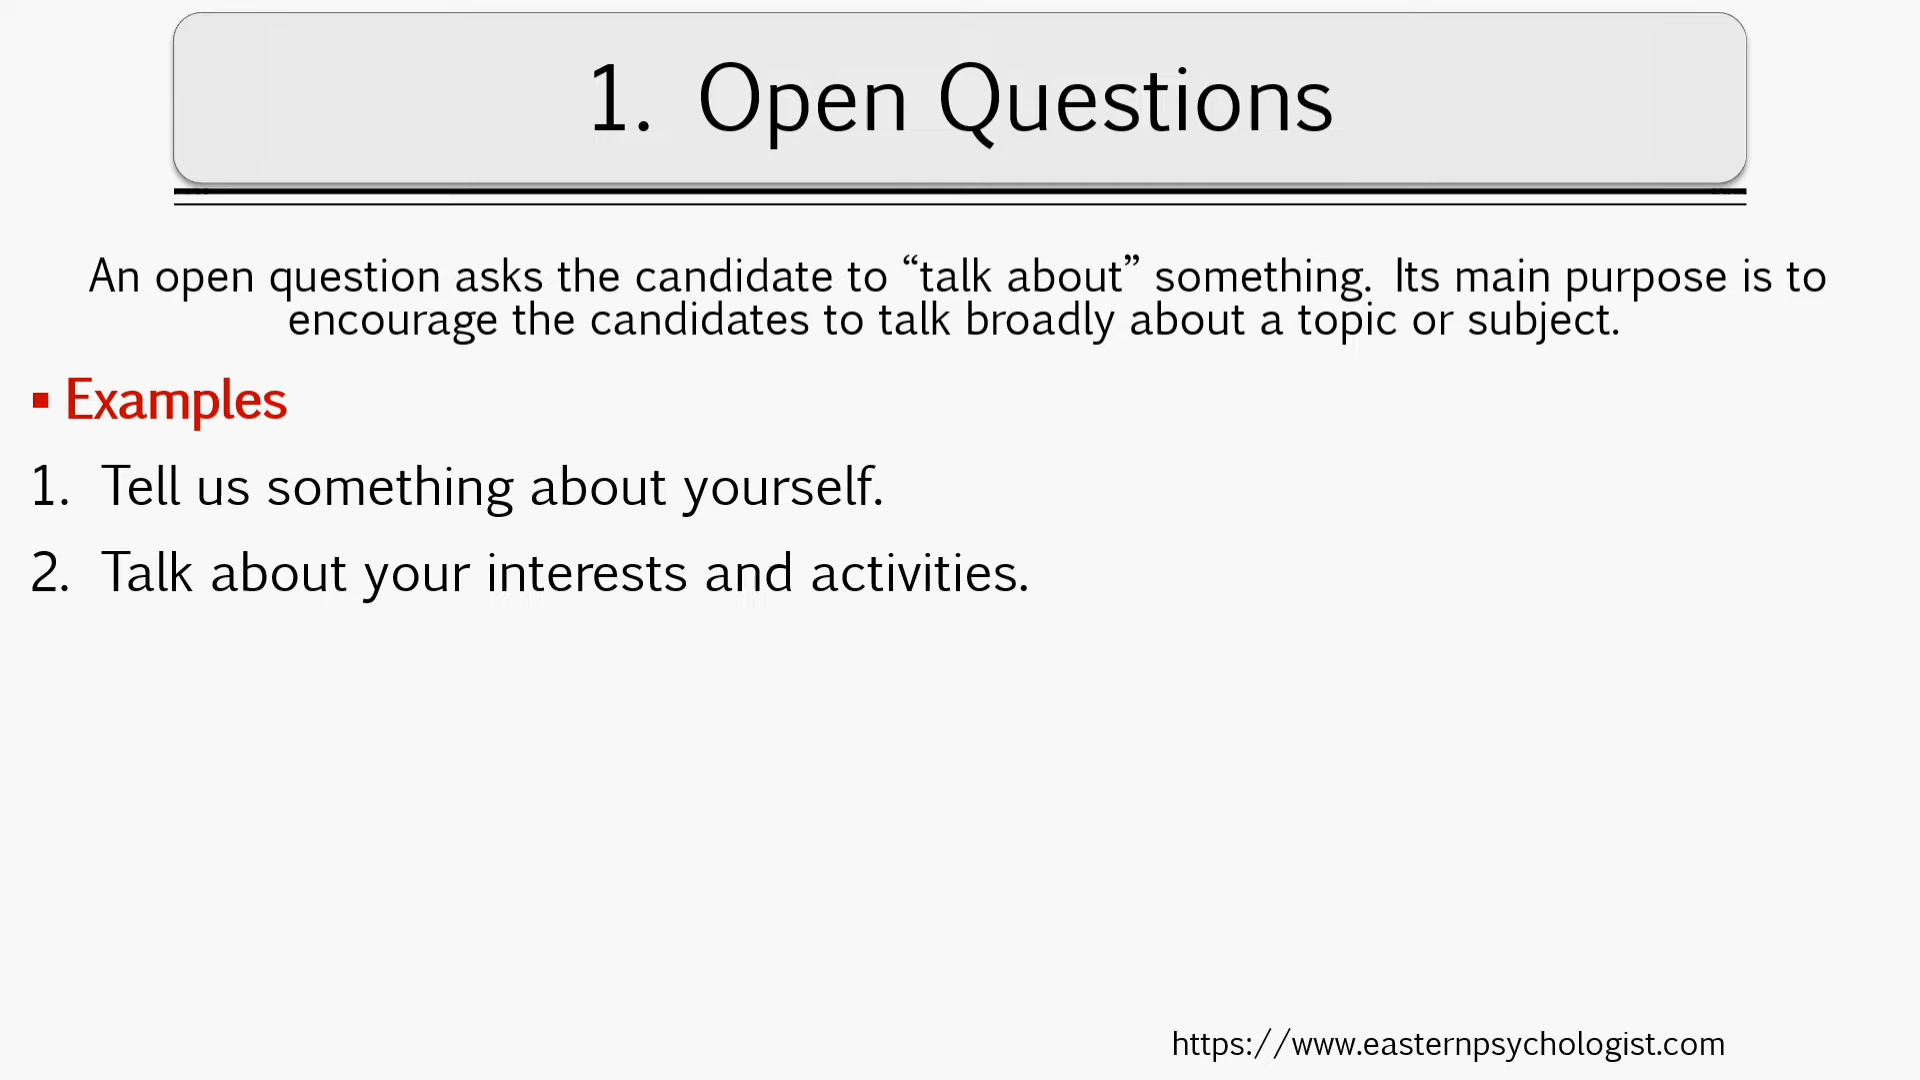 1. Open Questions
An open question asks the candidate to “talk about” something. Its main purpose is to
encourage the candidates to talk broadly about a topic or subject.
▪ Examples
1. Tell us something about yourself.
2. Talk about your interests and activities.
https://www.easternpsychologist.com